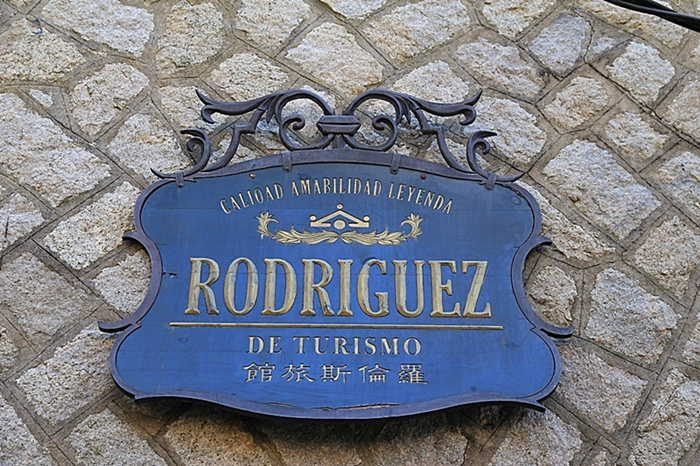 CALIDAD AMABILIDAD LEYENDA
RODRIGUEZ
DE TURISMO
館旅斯倫羅